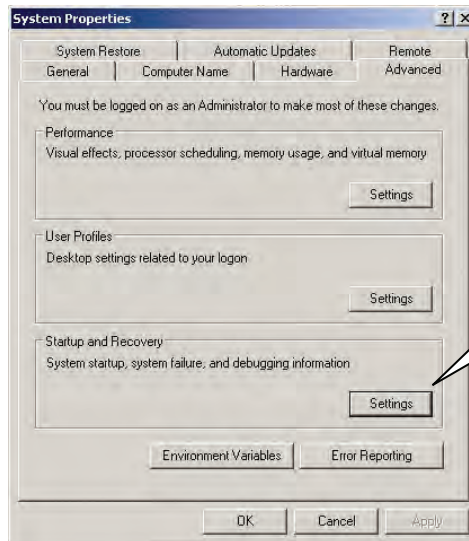 System Properties
System Restore Automatic Updates Remote
General Computer Name Hardware Advanced
You must be logged on as an Administrator to make most of these changes.
Performance
Visual effects, processor scheduling, memory usage, and virtual memory
Settings
User Profiles
Desktop settings related to your logon
Settings
Startup and Recovery
System startup, system failure, and debugging information
Settings
Environment Variables Error Reporting
OK Cancel Apply